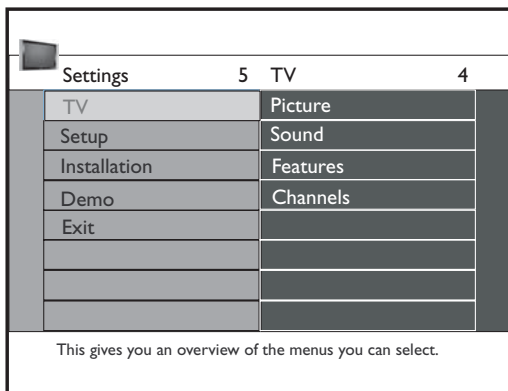 Settings 5 TV 4
TV Picture
Setup Sound
Installation Features
Demo Channels
Exit
This gives you an overview of the menus you can select.